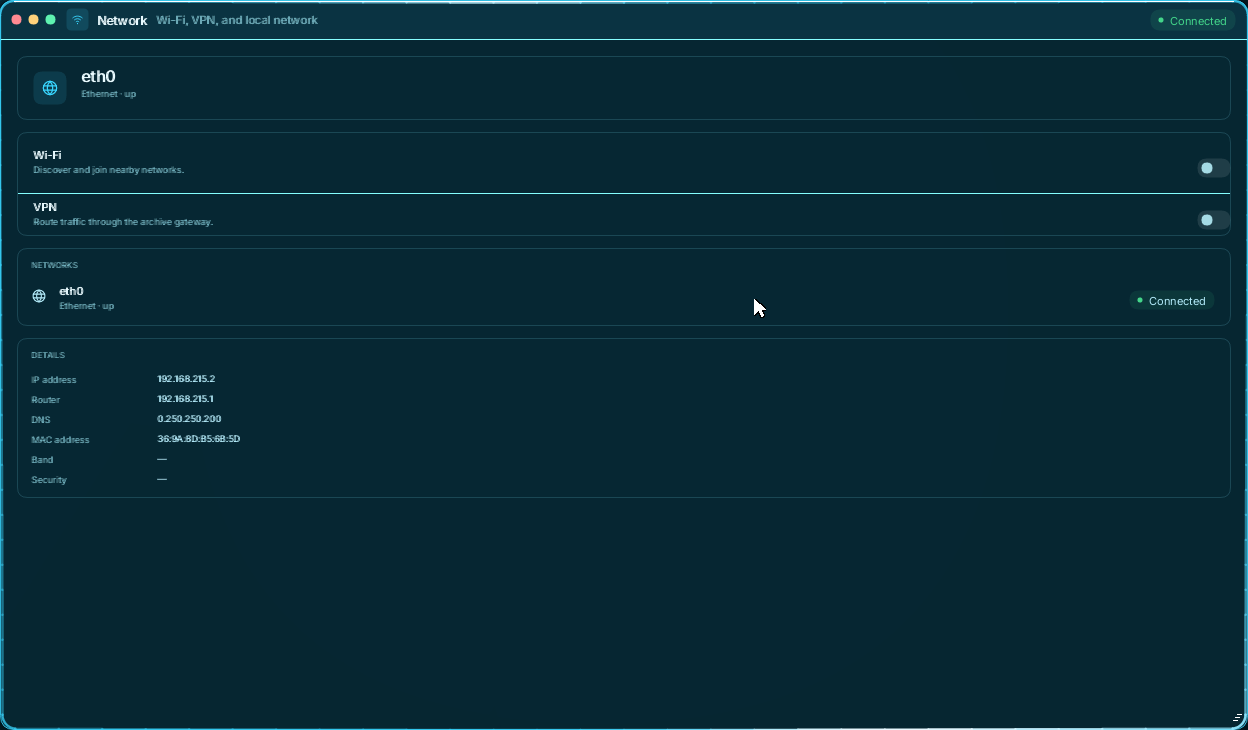 Network Wi-Fi, VPN, and local network
Connected
eth0
Ethernet · up
Wi-Fi
Discover and join nearby networks.
VPN
Route traffic through the archive gateway.
NETWORKS
eth0
Ethernet · up
Connected
DETAILS
IP address 192.168.215.2
Router 192.168.215.1
DNS 0.250.250.200
MAC address 36:9A:8D:B5:6B:5D
Band —
Security —